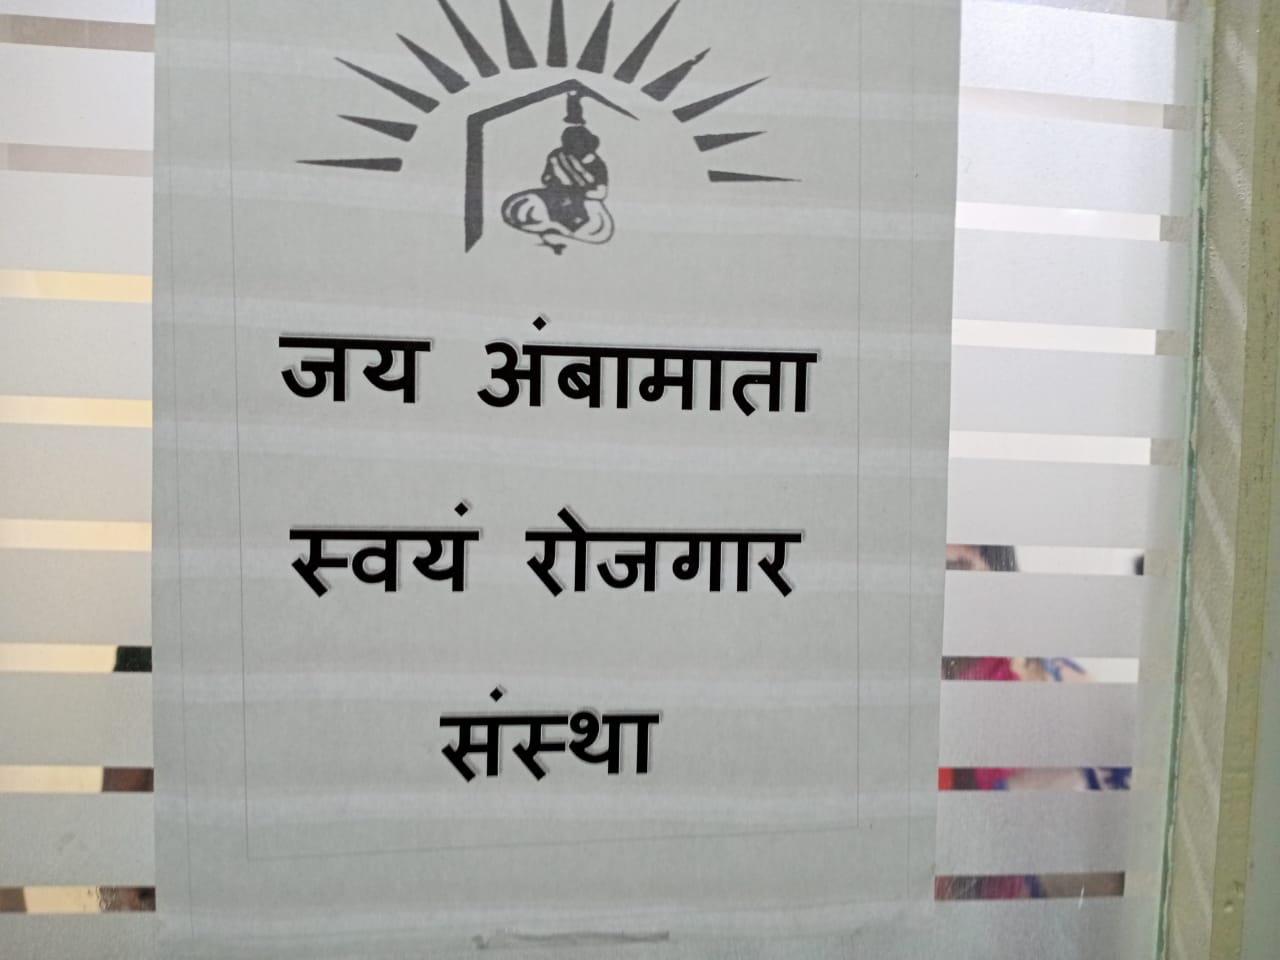 जय अंबामाता
स्वयं रोजगार
संस्था